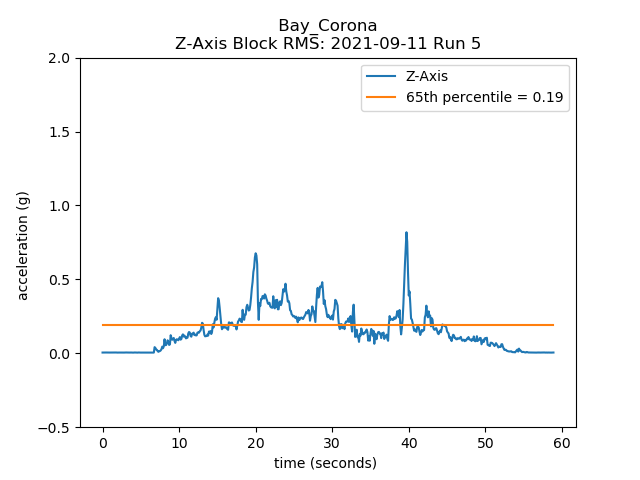 Bay_Corona
Z-Axis Block RMS: 2021-09-11 Run 5
Z-Axis
65th percentile = 0.19
acceleration (g)
2.0
1.5
1.0
0.5
0.0
−0.5
0 10 20 30 40 50 60
time (seconds)